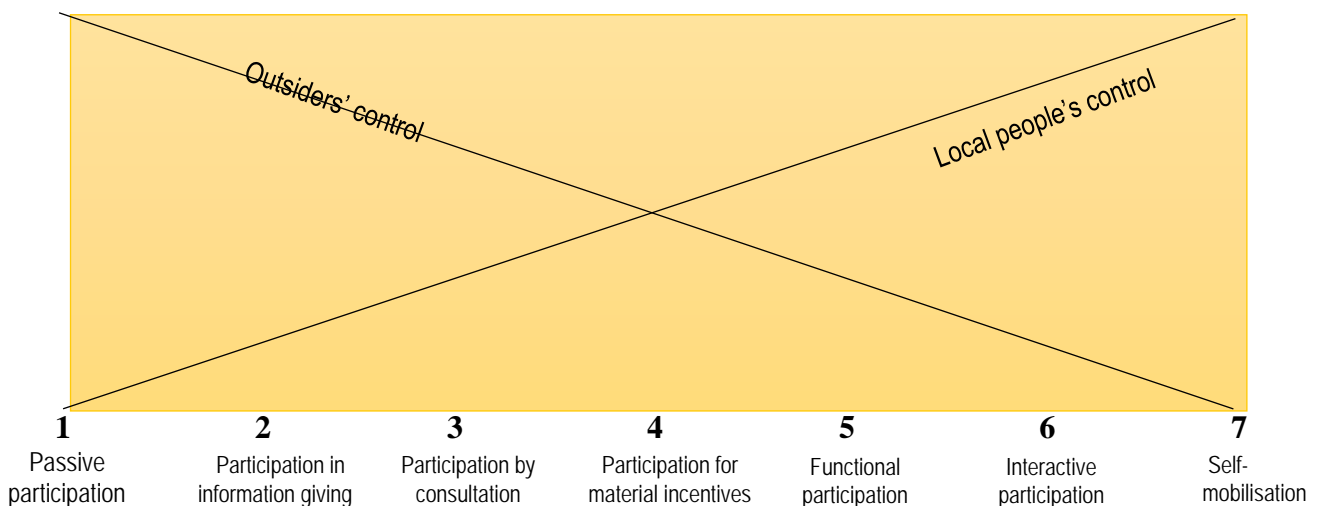 Outsiders' control
Local people's control
1 2 3 4 5 6 7
Passive
participation
Participation in
information giving
Participation by
consultation
Participation for
material incentives
Functional
participation
Interactive
participation
Self-
mobilisation